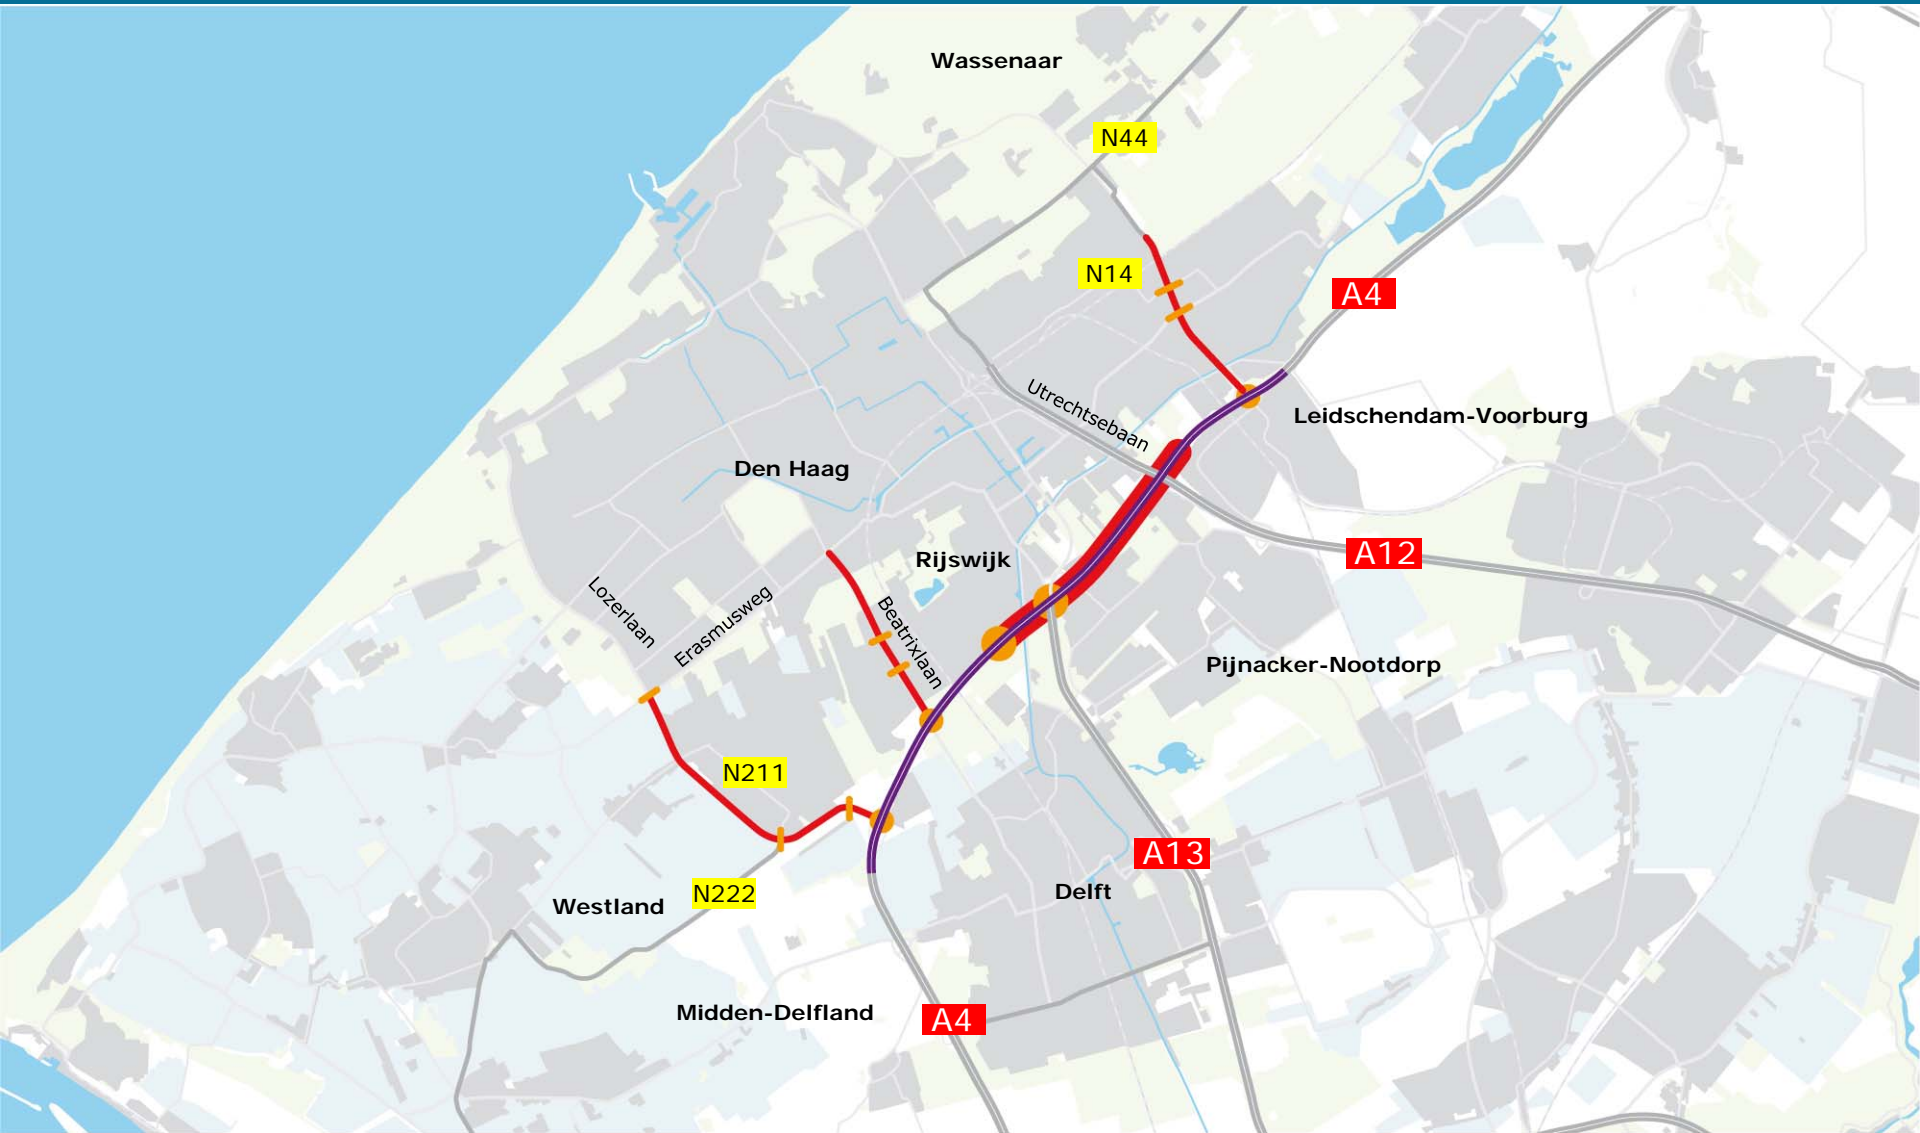 Wassenaar
N44
N14
A4
Utrechtsebaan
Leidschendam-Voorburg
Den Haag
A12
Rijswijk
Lozerlaan
Erasmusweg
Beatrixlaan
Pijnacker-Nootdorp
N211
A13
N222
Westland
Delft
Midden-Delfland
A4